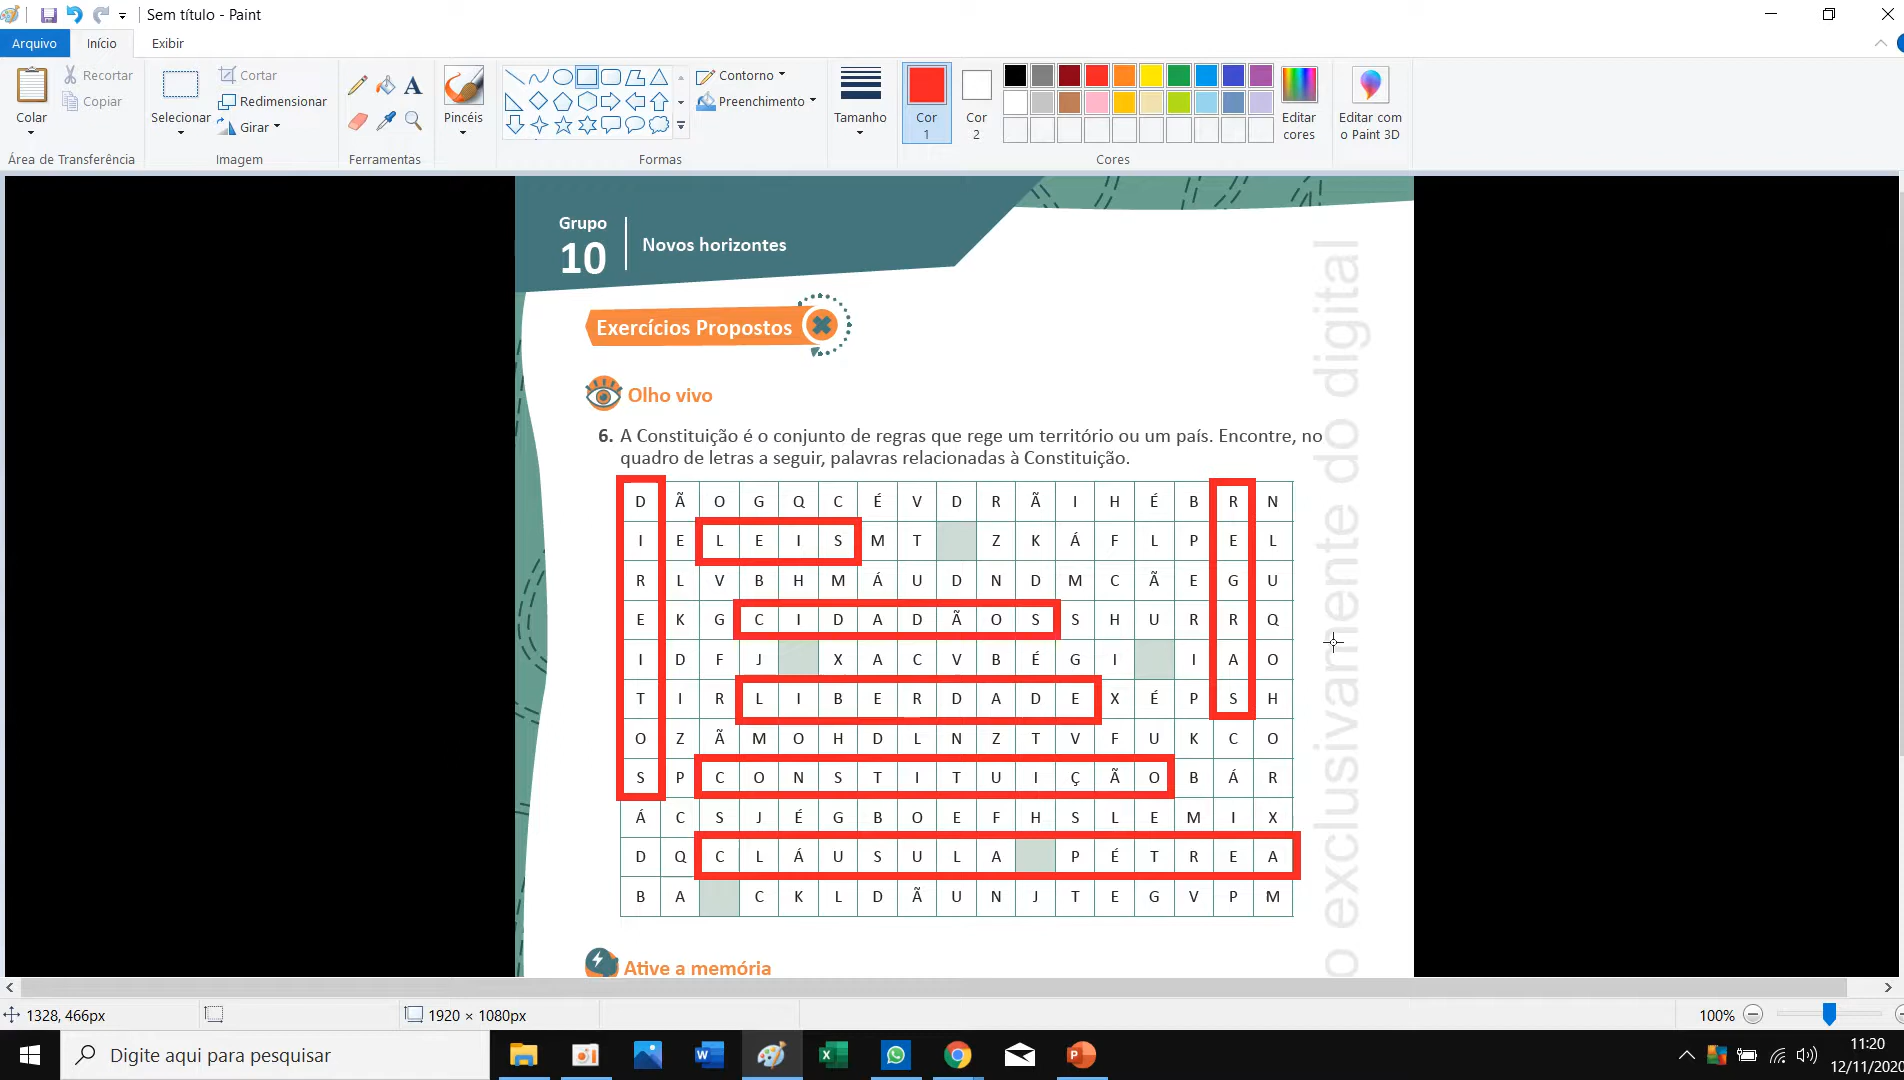 Sem título - Paint
Arquivo Início Exibir
Colar
Recortar
Copiar
Área de Transferência
Selecionar
Cortar
Redimensionar
Girar
Imagem
Ferramentas
Pincéis
Contorno
Preenchimento
Formas
Tamanho
Cor 1
Cor 2
Cores
Editar cores
Editar com o Paint 3D
Grupo
10
Novos horizontes
Exercícios Propostos
Olho vivo
6. A Constituição é o conjunto de regras que rege um território ou um país. Encontre, no
quadro de letras a seguir, palavras relacionadas à Constituição.
D Ã O G Q C É V D R Ã I H É B R N
I E L E I S M T Z K Á F L P E L
R L V B H M Á U D N D M C Ã E G U
E K G C I D A D Ã O S S H U R R Q
I D F J X A C V B É G I I A O
T I R L I B E R D A D E X É P S H
O Z Ã M O H D L N Z T V F U K C O
S P C O N S T I T U I Ç Ã O B Á R
Á C S J É G B O E F H S L E M I X
D Q C L Á U S U L A P É T R E A
B A C K L D Ã U N J T E G V P M
Ative a memória
o exclusivamente do digital
1328, 466px
1920 × 1080px
100%
Digite aqui para pesquisar
11:20
12/11/2020